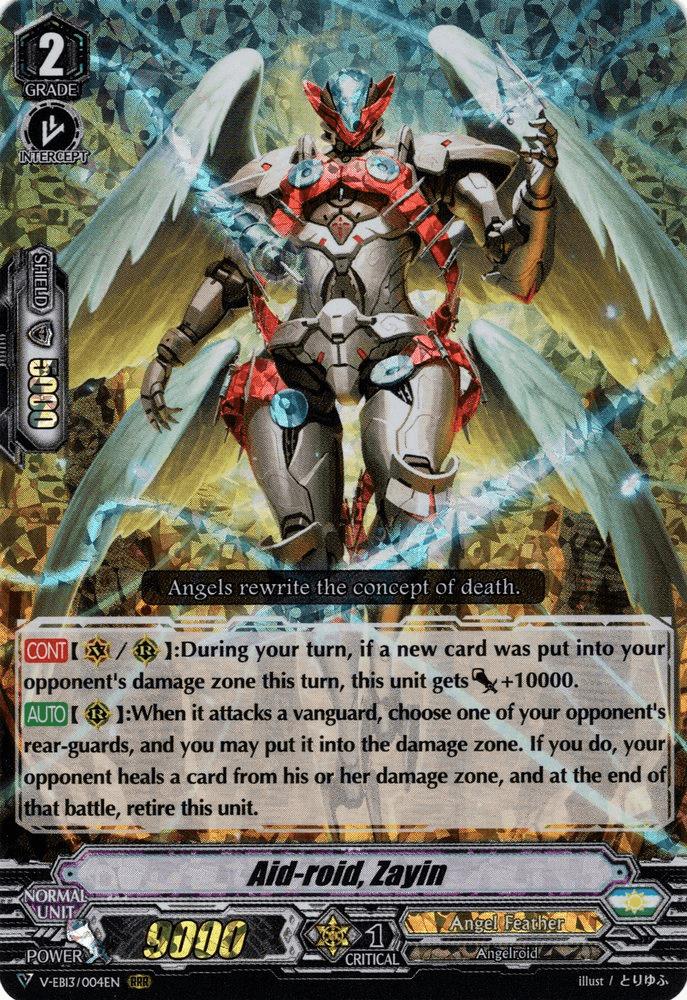 2
GRADE
INTERCEPT
SHIELD
5000
Angels rewrite the concept of death.
CONT【 V / R 】:During your turn, if a new card was put into your
opponent's damage zone this turn, this unit gets +10000.
AUTO【 R 】:When it attacks a vanguard, choose one of your opponent's
rear-guards, and you may put it into the damage zone. If you do, your
opponent heals a card from his or her damage zone, and at the end of
that battle, retire this unit.
Aid-roid, Zayin
NORMAL
UNIT
POWER
9000
1
CRITICAL
Angel Feather
Angelroid
V-EB13/004EN RRR
illust / とりゆふ